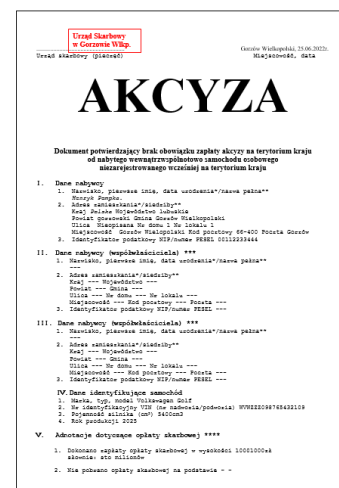 Urząd Skarbowy
w Gorzowie Wlkp.
Gorzów Wielkopolski, 25.06.2022r.
Urząd skarbowy (pieczęć) Miejscowość, data
AKCYZA
Dokument potwierdzający brak obowiązku zapłaty akcyzy na terytorium kraju
od nabytego wewnątrzwspólnotowo samochodu osobowego
niezarejestrowanego wcześniej na terytorium kraju
I. Dane nabywcy
1. Nazwisko, pierwsze imię, data urodzenia*/nazwa pełna**
Henryk Pompka.
2. Adres zamieszkania*/siedziby**
Kraj Polska Województwo lubuskie
Powiat gorzowski Gmina Gorzów Wielkopolski
Ulica Nieopisana Nr domu 1 Nr lokalu 1
Miejscowość Gorzów Wielopolski Kod pocztowy 66-400 Poczta Gorzów
3. Identyfikator podatkowy NIP/numer PESEL 00112233444
II. Dane nabywcy (współwłaściciela) ***
1. Nazwisko, pierwsze imię, data urodzenia*/nazwa pełna**
---
2. Adres zamieszkania*/siedziby**
Kraj --- Województwo ---
Powiat --- Gmina ---
Ulica --- Nr domu --- Nr lokalu ---
Miejscowość --- Kod pocztowy --- Poczta ---
3. Identyfikator podatkowy NIP/numer PESEL ---
III. Dane nabywcy (współwłaściciela) ***
1. Nazwisko, pierwsze imię, data urodzenia*/nazwa pełna**
---
2. Adres zamieszkania*/siedziby**
Kraj --- Województwo ---
Powiat --- Gmina ---
Ulica --- Nr domu --- Nr lokalu ---
Miejscowość --- Kod pocztowy --- Poczta ---
3. Identyfikator podatkowy NIP/numer PESEL ---
IV. Dane identyfikujące samochód
1. Marka, typ, model Volkswagen Golf
2. Nr identyfikacyjny VIN (nr nadwozia/podwozia) WVWZZZ098765432109
3. Pojemność silnika (cm³) 5400cm3
4. Rok produkcji 2025
V. Adnotacje dotyczące opłaty skarbowej ****
1. Dokonano zapłaty opłaty skarbowej w wysokości 10001000zł
słownie: sto milionów
2. Nie pobrano opłaty skarbowej na podstawie - -